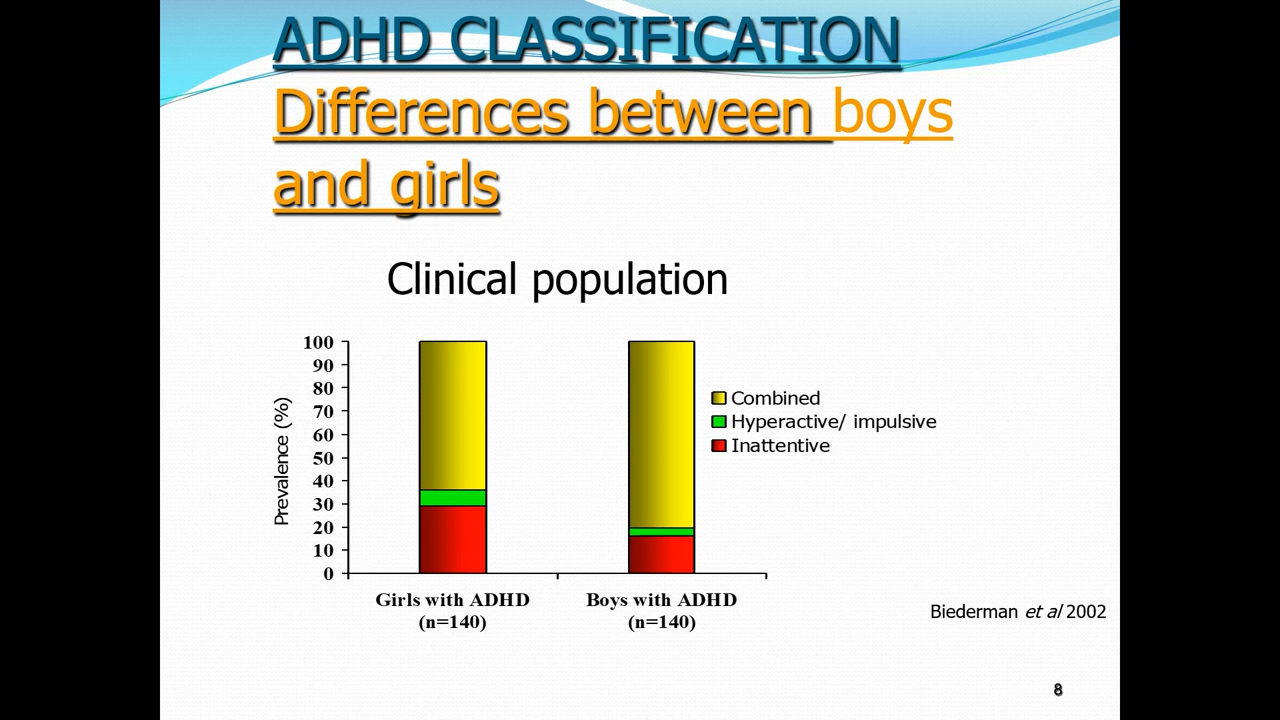 ADHD CLASSIFICATION
Differences between boys
and girls
Clinical population
Prevalence (%)
100
90
80
70
60
50
40
30
20
10
0
Combined
Hyperactive/ impulsive
Inattentive
Girls with ADHD
(n=140)
Boys with ADHD
(n=140)
Biederman et al 2002
8